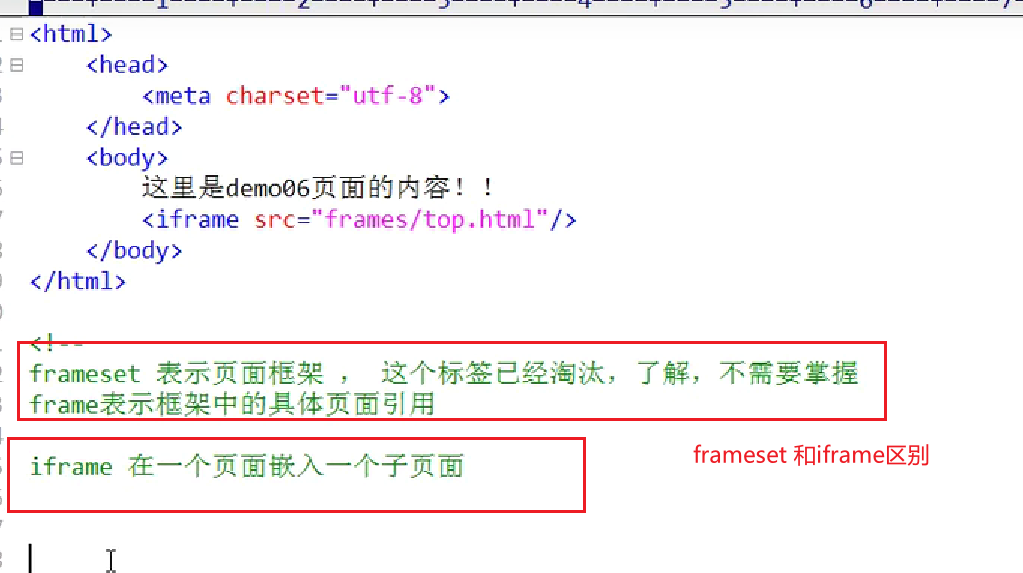 <html>
<head>
<meta charset="utf-8">
</head>
<body>
这里是demo06页面的内容！！
<iframe src="frames/top.html"/>
</body>
</html>
<!--
frameset 表示页面框架 ， 这个标签已经淘汰，了解，不需要掌握
frame表示框架中的具体页面引用
iframe 在一个页面嵌入一个子页面
frameset 和iframe区别